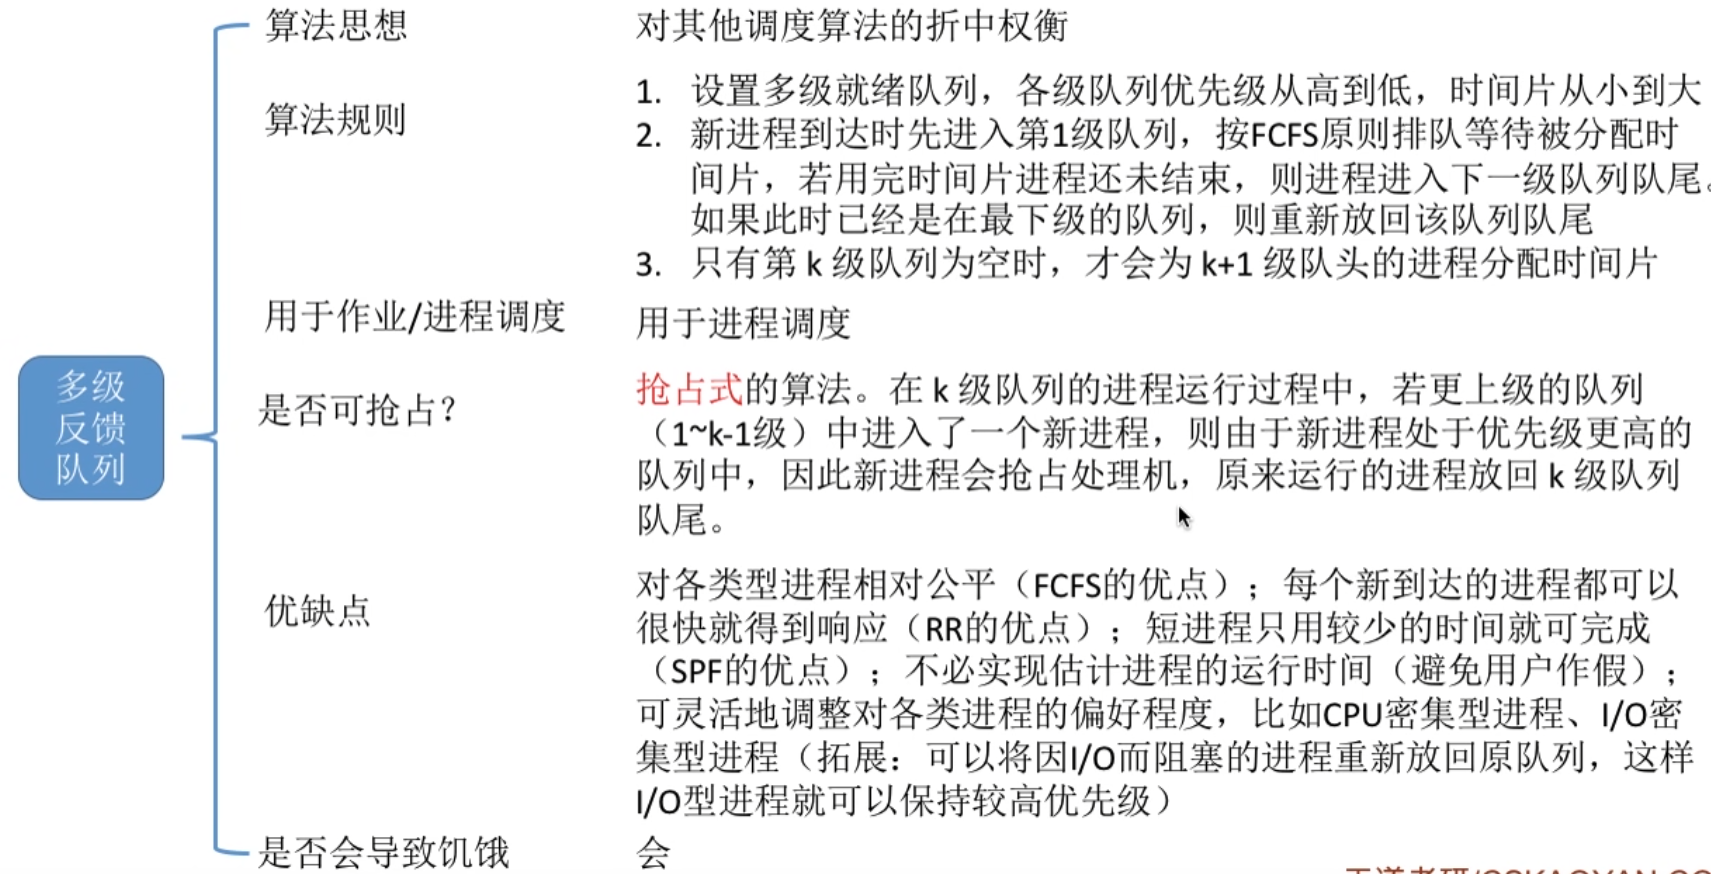 算法思想
对其他调度算法的折中权衡
算法规则
1. 设置多级就绪队列，各级队列优先级从高到低，时间片从小到大
2. 新进程到达时先进入第1级队列，按FCFS原则排队等待被分配时
间片，若用完时间片进程还未结束，则进程进入下一级队列队尾。
如果此时已经是在最下级的队列，则重新放回该队列队尾
3. 只有第 k 级队列为空时，才会为 k+1 级队头的进程分配时间片
用于作业/进程调度
用于进程调度
多级
反馈
队列
是否可抢占？
抢占式的算法。在 k 级队列的进程运行过程中，若更上级的队列
（1~k-1级）中进入了一个新进程，则由于新进程处于优先级更高的
队列中，因此新进程会抢占处理机，原来运行的进程放回 k 级队列
队尾。
优缺点
对各类型进程相对公平（FCFS的优点）；每个新到达的进程都可以
很快就得到响应（RR的优点）；短进程只用较少的时间就可完成
（SPF的优点）；不必实现估计进程的运行时间（避免用户作假）；
可灵活地调整对各类进程的偏好程度，比如CPU密集型进程、I/O密
集型进程（拓展：可以将因I/O而阻塞的进程重新放回原队列，这样
I/O型进程就可以保持较高优先级）
是否会导致饥饿
会